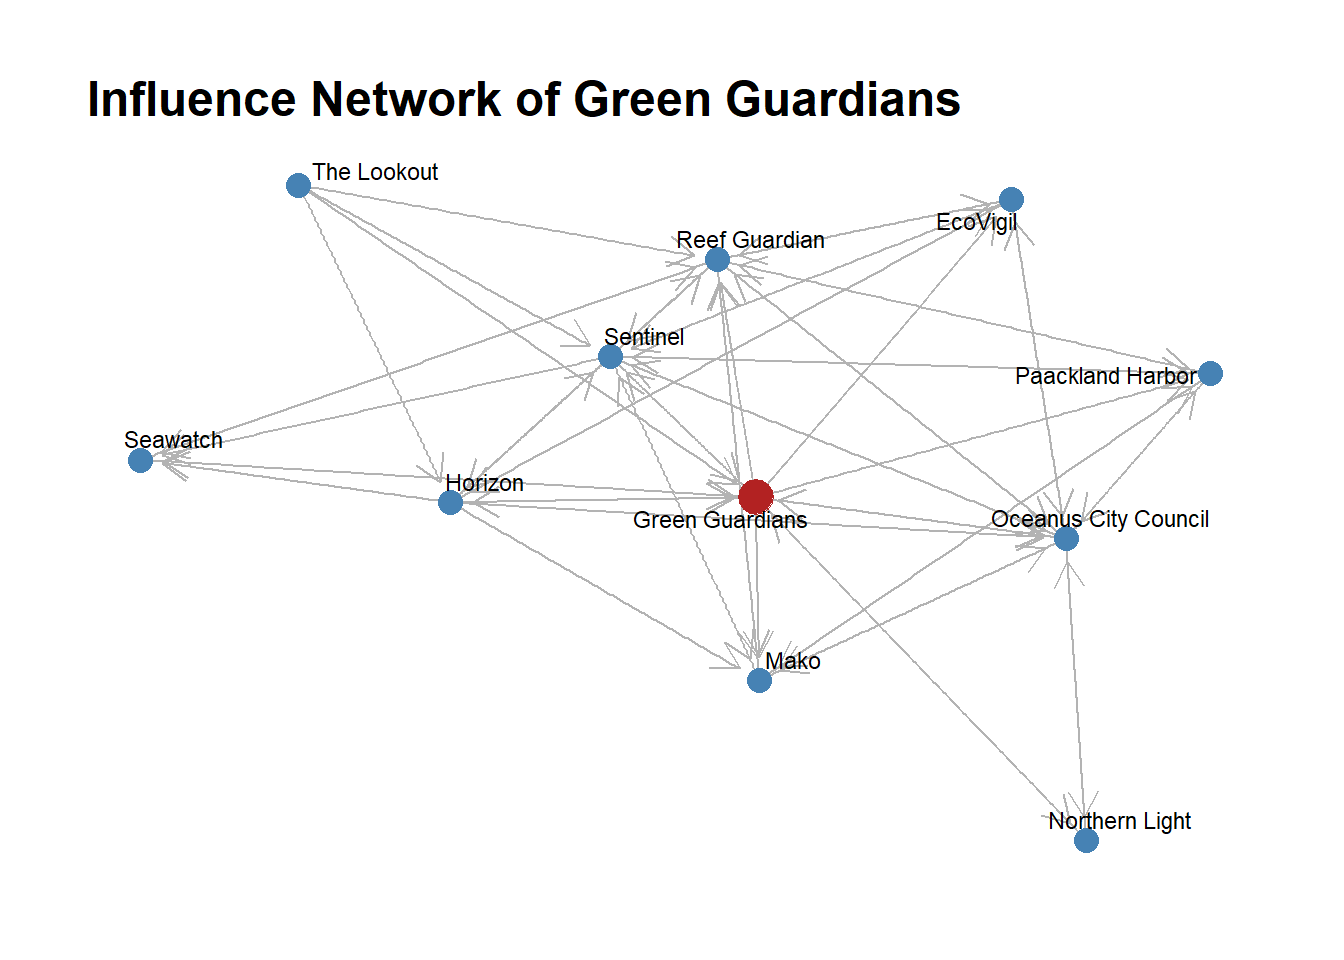 Influence Network of Green Guardians
The Lookout
EcoVigil
Reef Guardian
Sentinel
Paackland Harbor
Seawatch
Horizon
Green Guardians
Oceanus City Council
Mako
Northern Light